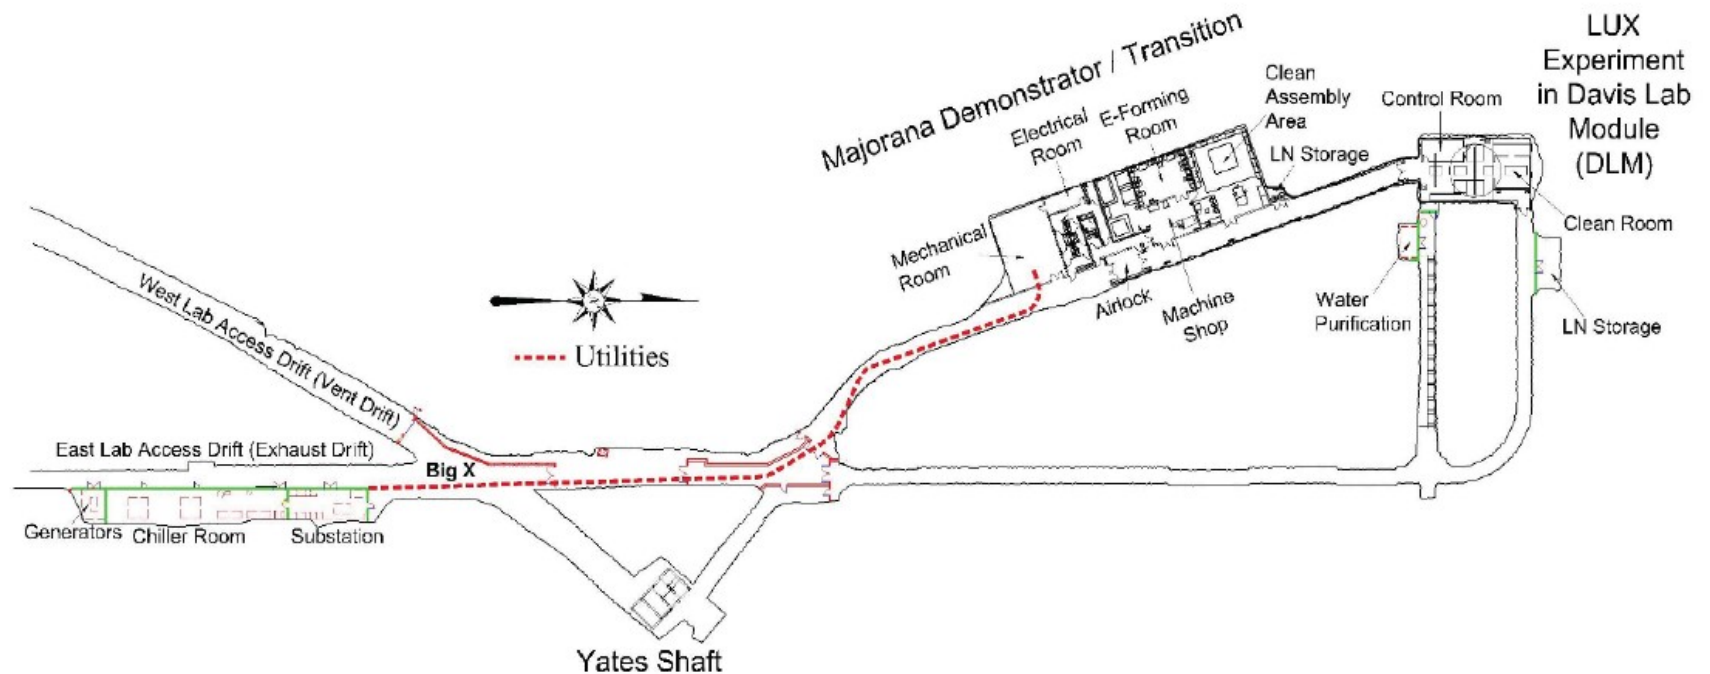 LUX
Experiment
in Davis Lab
Module
(DLM)
Majorana Demonstrator / Transition
Clean
Assembly
Area
Control Room
Electrical
Room
E-Forming
Room
LN Storage
Clean Room
Mechanical
Room
Airlock
Machine
Shop
Water
Purification
LN Storage
West Lab Access Drift (Vent Drift)
Utilities
East Lab Access Drift (Exhaust Drift)
Big X
Generators
Chiller Room
Substation
Yates Shaft